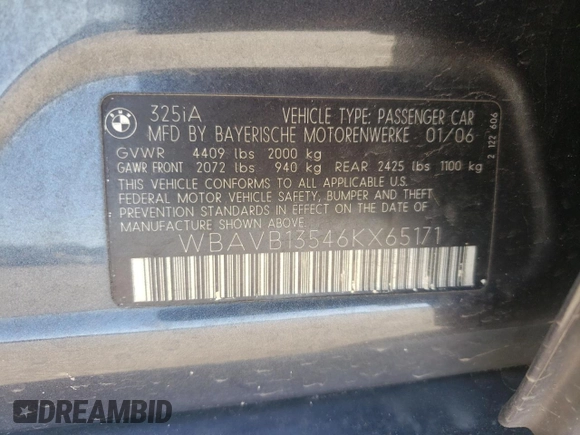 BMW
325iA VEHICLE TYPE: PASSENGER CAR
MFD BY BAYERISCHE MOTORENWERKE 01/06
GVWR 4409 lbs 2000 kg
GAWR FRONT 2072 lbs 940 kg REAR 2425 lbs 1100 kg
THIS VEHICLE CONFORMS TO ALL APPLICABLE U.S.
FEDERAL MOTOR VEHICLE SAFETY, BUMPER AND THEFT
PREVENTION STANDARDS IN EFFECT ON THE DATE OF
MANUFACTURE SHOWN ABOVE.
WBAVB13546KX65171
2 122 606
DREAMBID